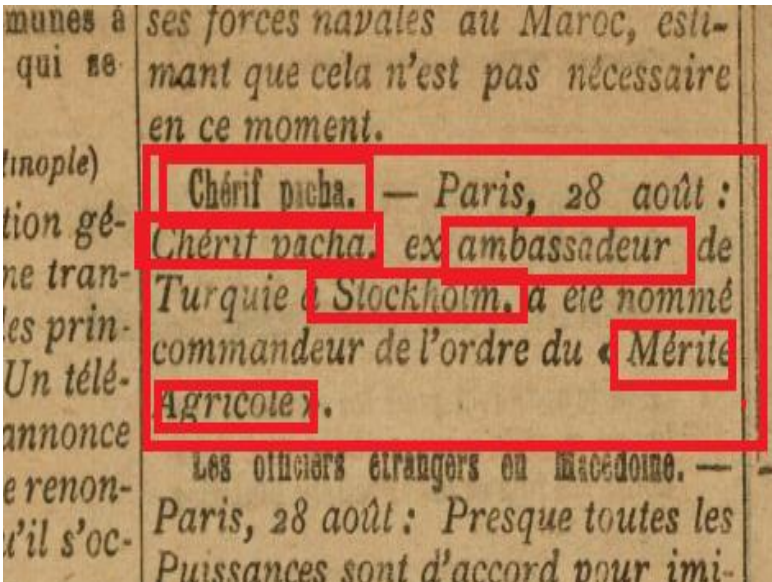 munes à
qui se
tinople)
tion gé-
ne tran-
les prin-
Un télé-
annonce
e renon-
u'il s'oc-
ses forces navales au Maroc, esti-
mant que cela n'est pas nécessaire
en ce moment.
Chérif pacha. — Paris, 28 août :
Chérif pacha, ex ambassadeur de
Turquie à Stockholm, a été nommé
commandeur de l'ordre du « Mérite
Agricole ».
Les officiers étrangers en Macédoine. —
Paris, 28 août : Presque toutes les
Puissances sont d'accord pour imi-